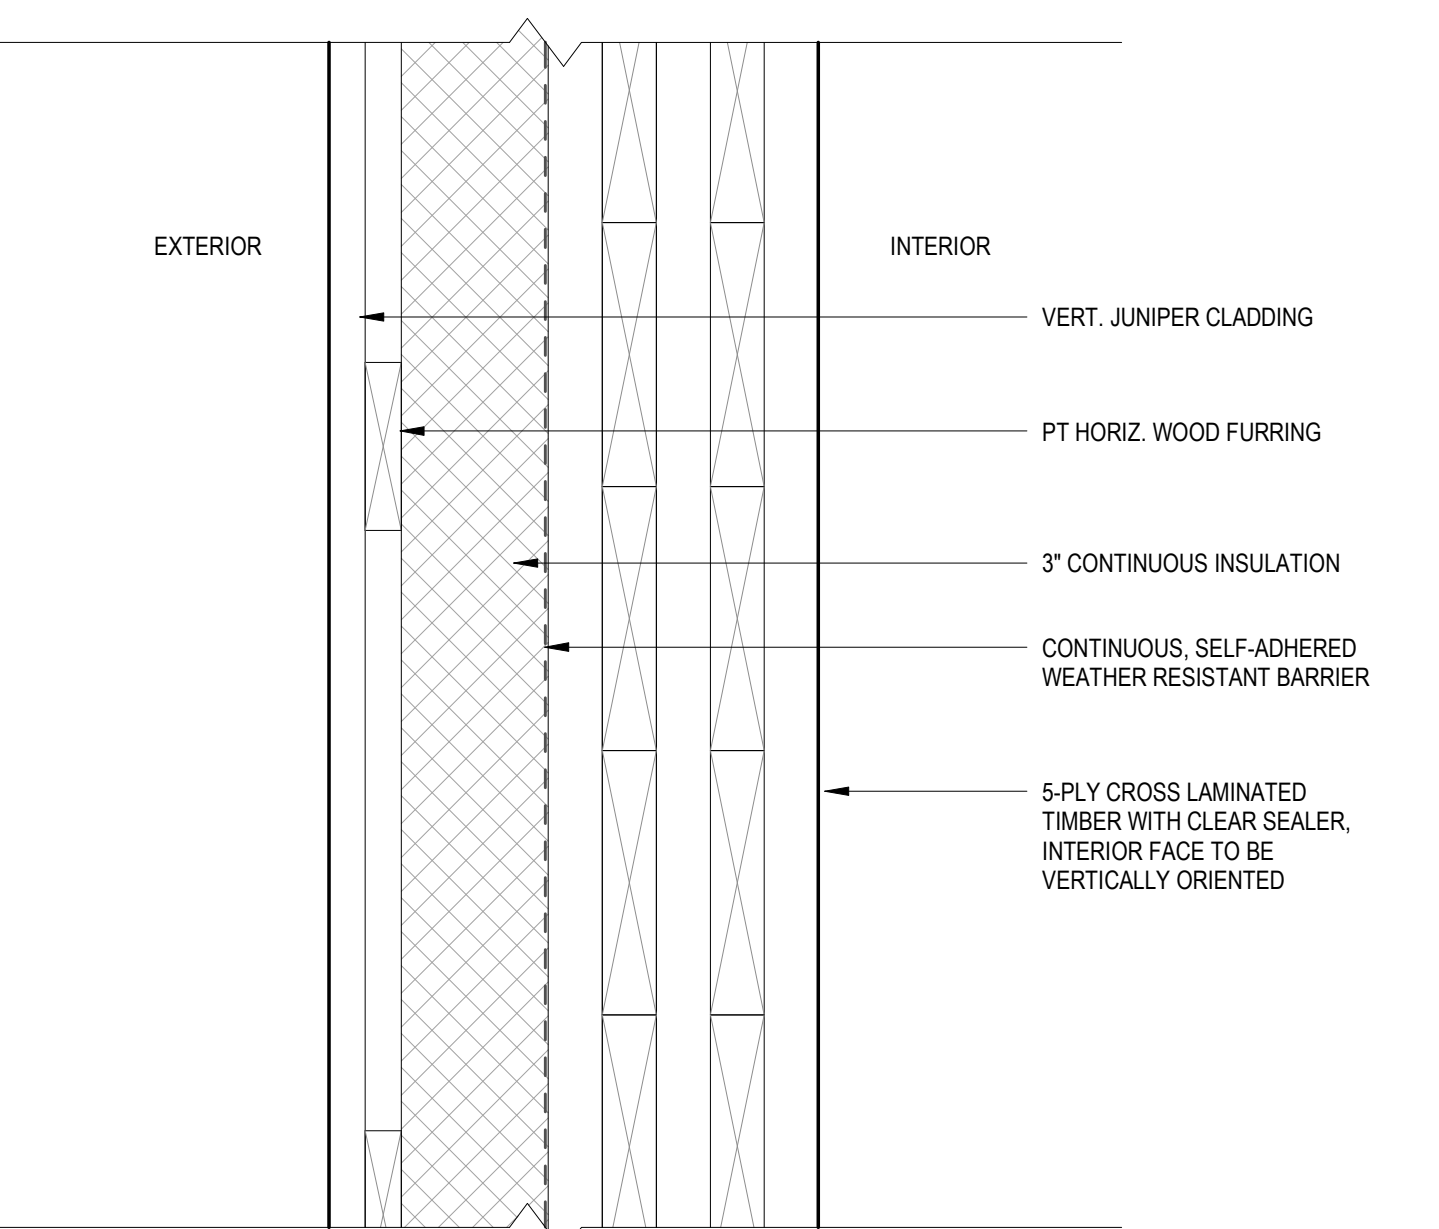 EXTERIOR
INTERIOR
VERT. JUNIPER CLADDING
PT HORIZ. WOOD FURRING
3" CONTINUOUS INSULATION
CONTINUOUS, SELF-ADHERED
WEATHER RESISTANT BARRIER
5-PLY CROSS LAMINATED
TIMBER WITH CLEAR SEALER,
INTERIOR FACE TO BE
VERTICALLY ORIENTED